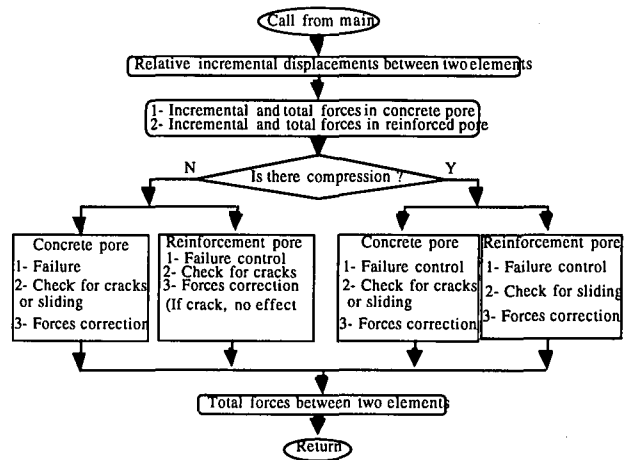 Call from main
Relative incremental displacements between two elements
1- Incremental and total forces in concrete pore
2- Incremental and total forces in reinforced pore
N
Is there compression ?
Y
Concrete pore
1- Failure
2- Check for cracks
or sliding
3- Forces correction
Reinforcement pore
1- Failure control
2- Check for cracks
3- Forces correction
(If crack, no effect
Concrete pore
1- Failure control
2- Check for cracks
or sliding
3- Forces correction
Reinforcement pore
1- Failure control
2- Check for sliding
3- Forces correction
Total forces between two elements
Return